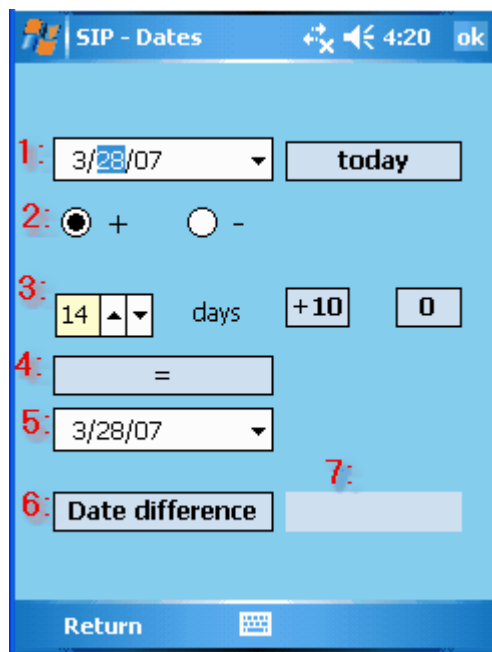 SIP - Dates 4:20 ok
1: 3/28/07 today
2: + -
3: 14 days +10 0
4: =
5: 3/28/07
7:
6: Date difference
Return